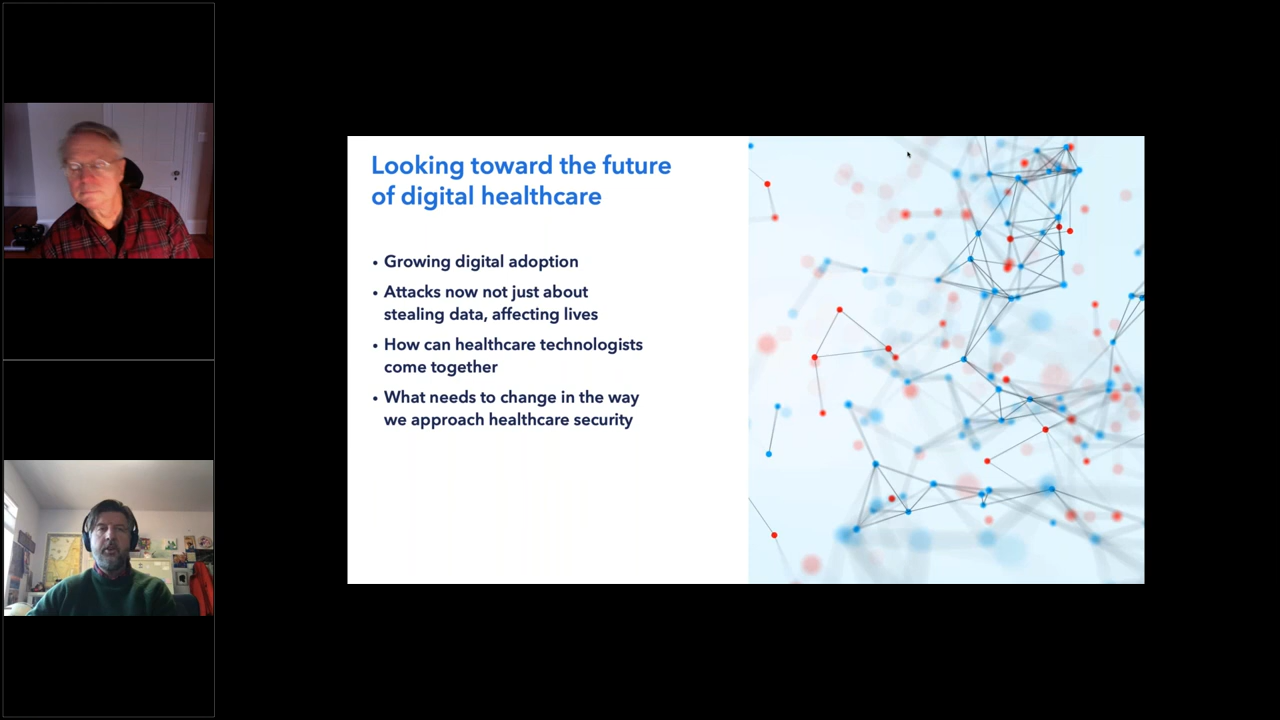 Looking toward the future
of digital healthcare
• Growing digital adoption
• Attacks now not just about
stealing data, affecting lives
• How can healthcare technologists
come together
• What needs to change in the way
we approach healthcare security